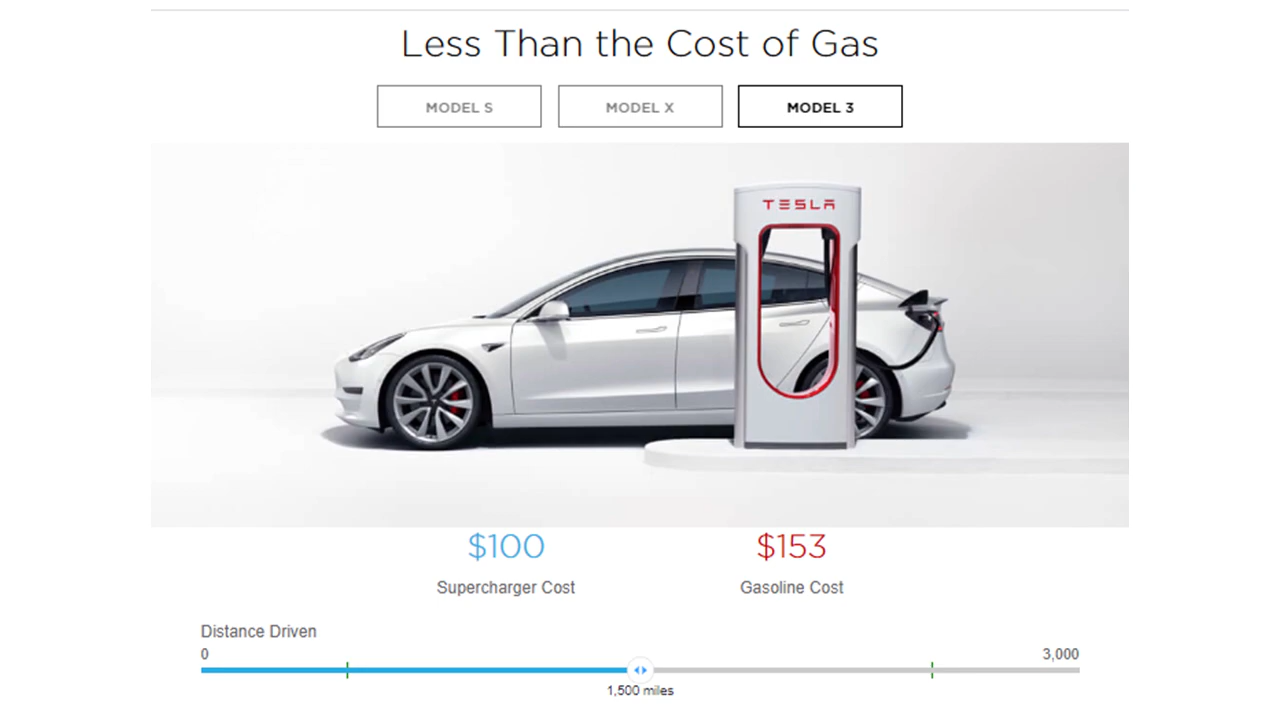 Less Than the Cost of Gas
MODEL S
MODEL X
MODEL 3
TESLA
$100
$153
Supercharger Cost
Gasoline Cost
Distance Driven
0
3,000
1,500 miles